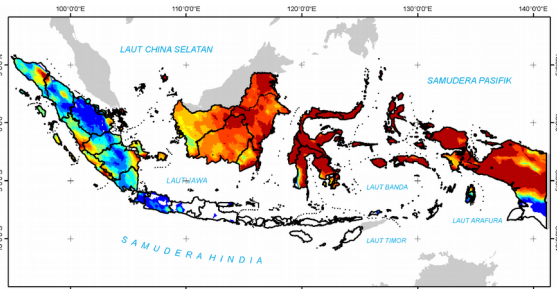 100°0'0"E 110°0'0"E 120°0'0"E 130°0'0"E 140°0'0"E
LAUT CHINA SELATAN
SAMUDERA PASIFIK
LAUT JAWA
LAUT BANDA
LAUT ARAFURA
LAUT TIMOR
SAMUDERA HINDIA